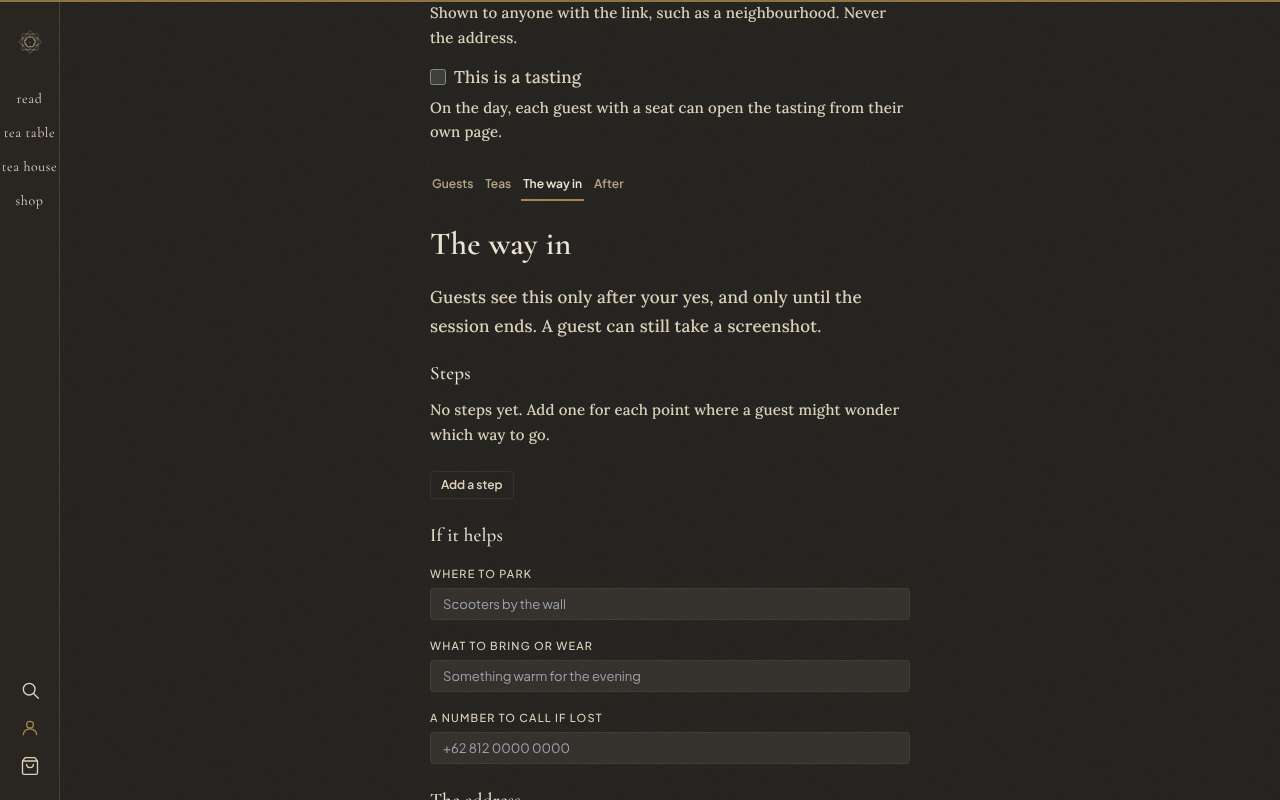 Shown to anyone with the link, such as a neighbourhood. Never
the address.
read
tea table
tea house
shop
This is a tasting
On the day, each guest with a seat can open the tasting from their
own page.
Guests Teas The way in After
The way in
Guests see this only after your yes, and only until the
session ends. A guest can still take a screenshot.
Steps
No steps yet. Add one for each point where a guest might wonder
which way to go.
Add a step
If it helps
WHERE TO PARK
Scooters by the wall
WHAT TO BRING OR WEAR
Something warm for the evening
A NUMBER TO CALL IF LOST
+62 812 0000 0000
The address